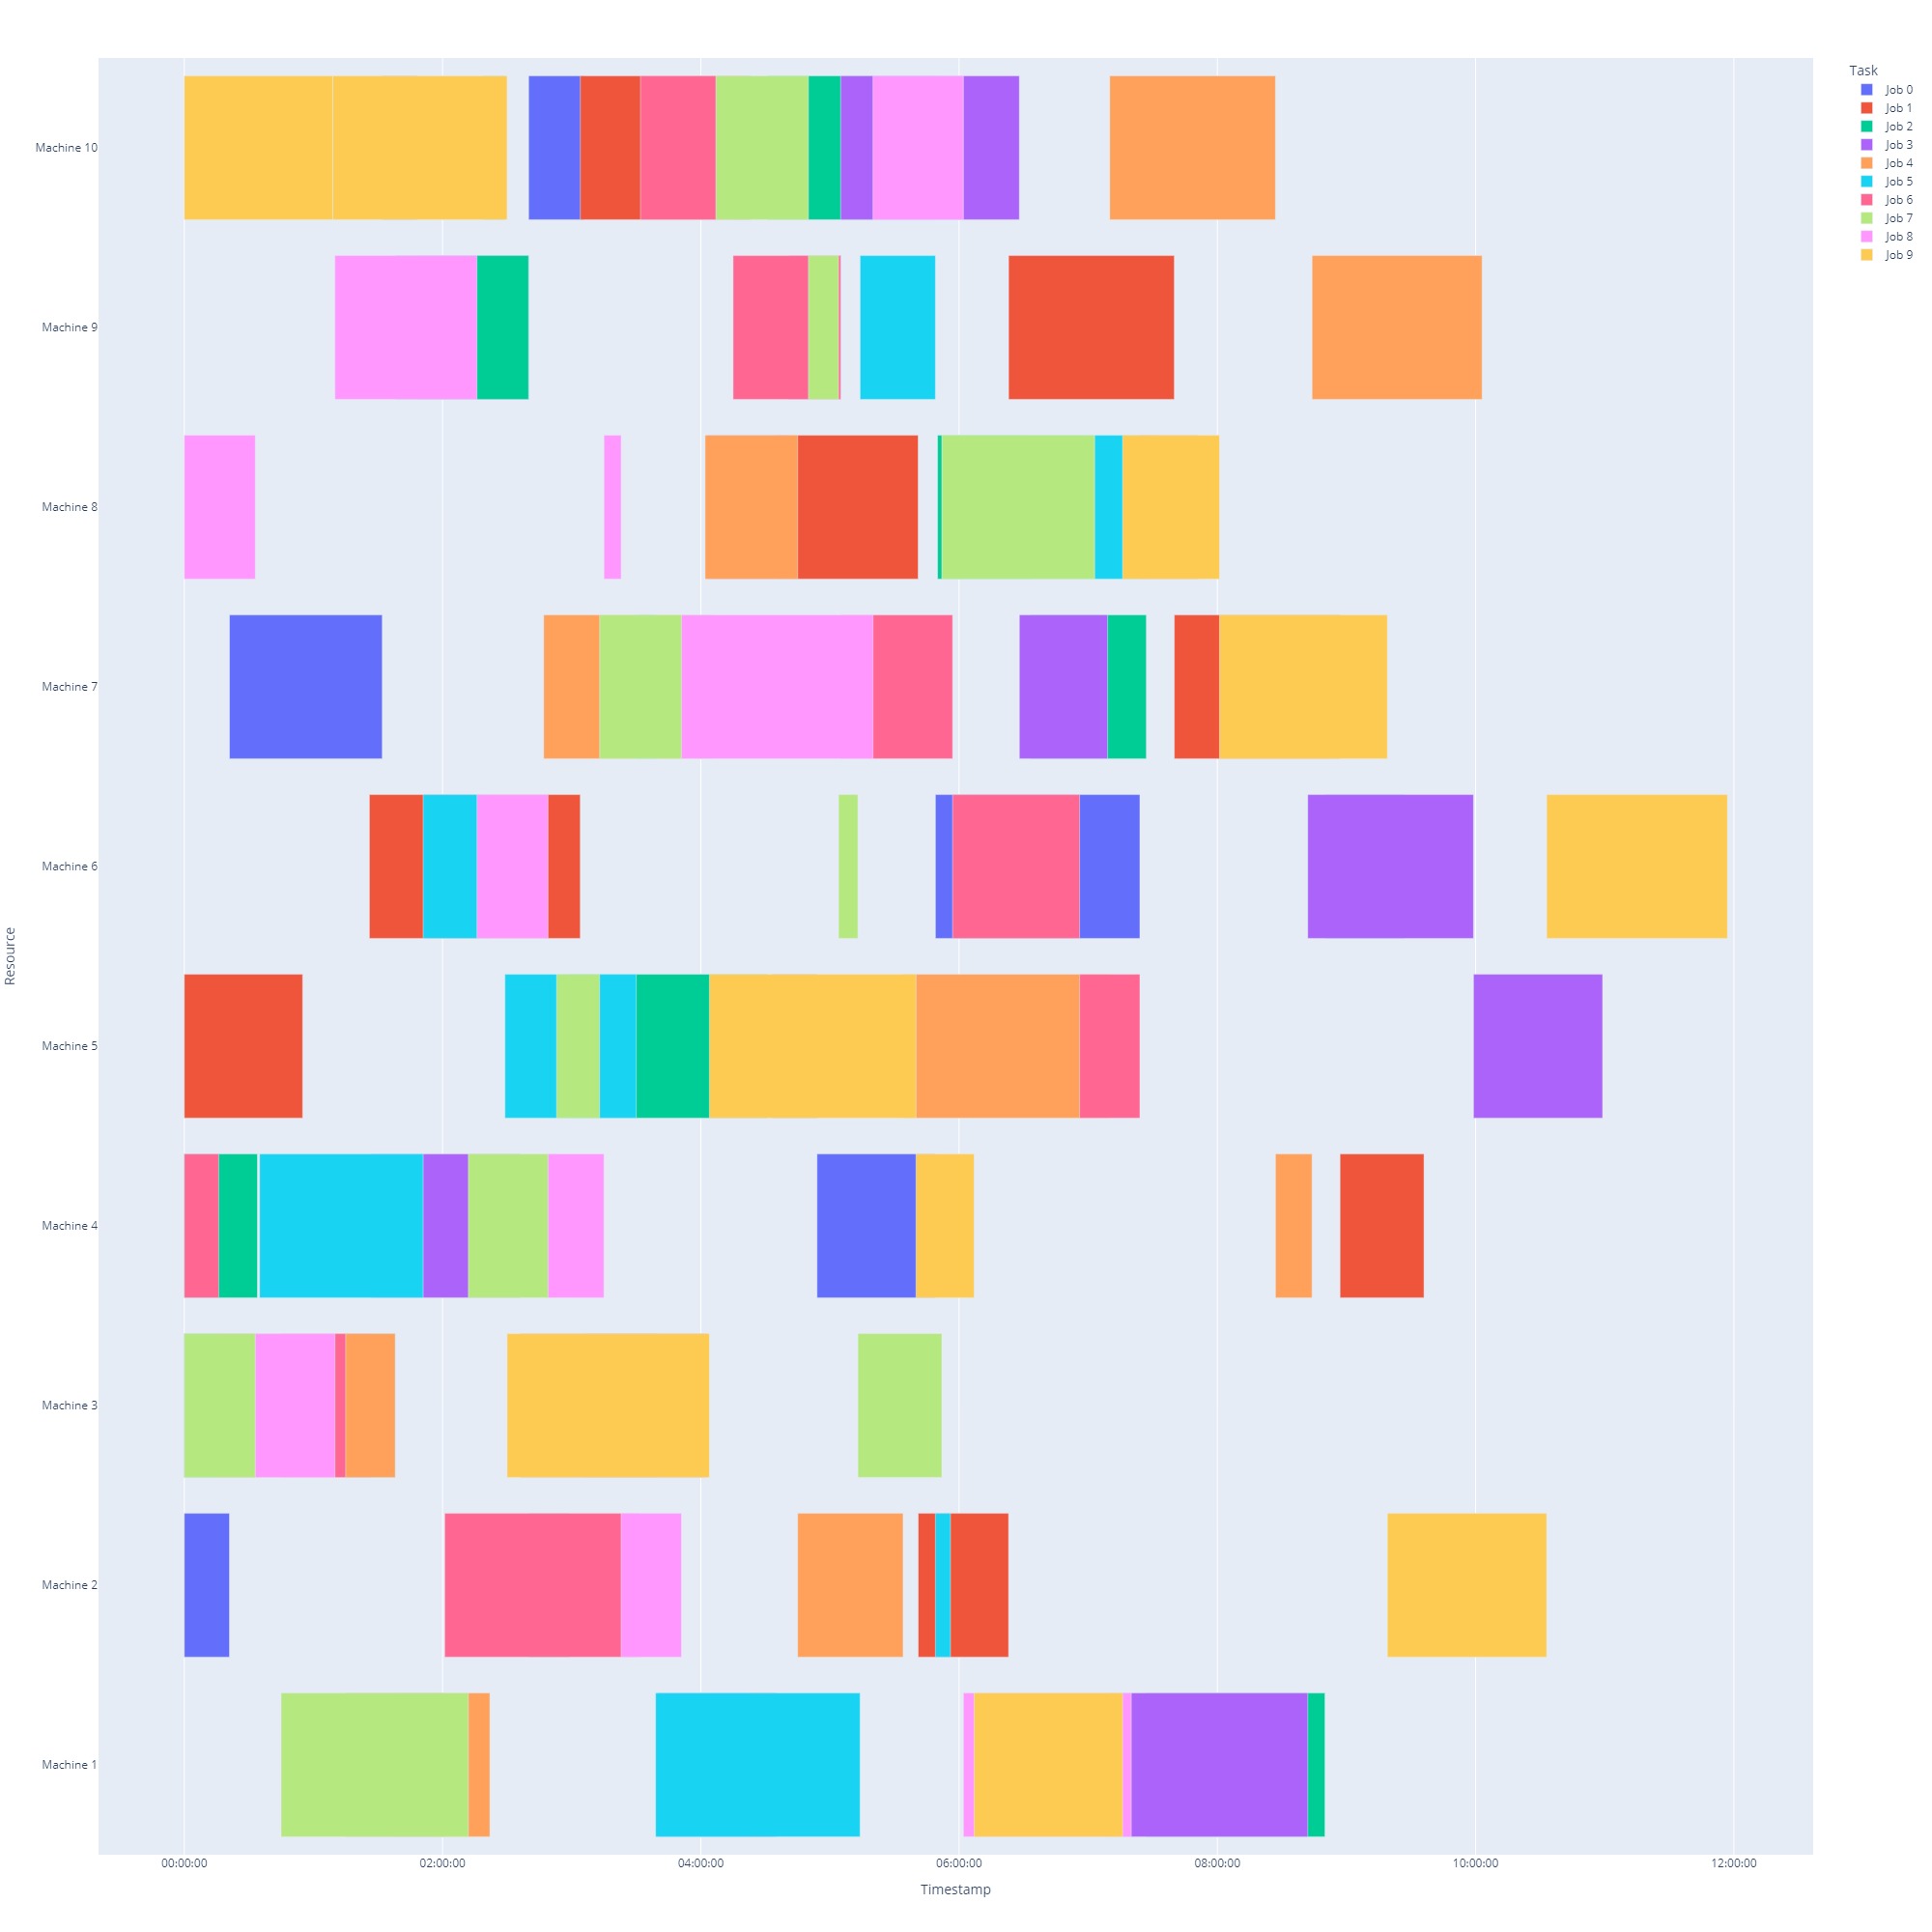 Task
Job 0
Job 1
Job 2
Job 3
Job 4
Job 5
Job 6
Job 7
Job 8
Job 9
Machine 10
Machine 9
Machine 8
Machine 7
Machine 6
Machine 5
Machine 4
Machine 3
Machine 2
Machine 1
Resource
00:00:00 02:00:00 04:00:00 06:00:00 08:00:00 10:00:00 12:00:00
Timestamp